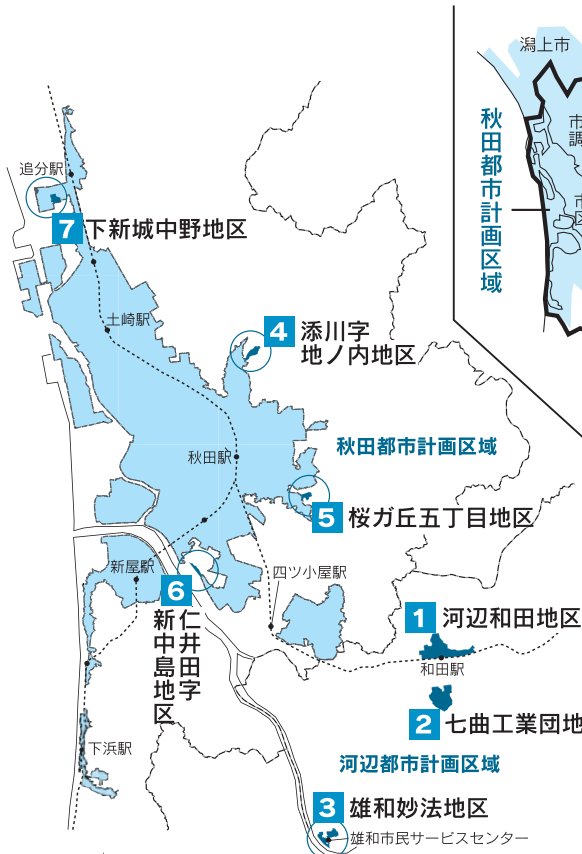 潟上市
秋田都市計画区域
市
調
市
区
追分駅
7 下新城中野地区
土崎駅
4 添川字
地ノ内地区
秋田都市計画区域
秋田駅
5 桜ガ丘五丁目地区
新屋駅
四ツ小屋駅
6
仁井田字
新中島地区
1 河辺和田地区
和田駅
2 七曲工業団地
下浜駅
河辺都市計画区域
3 雄和妙法地区
雄和市民サービスセンター